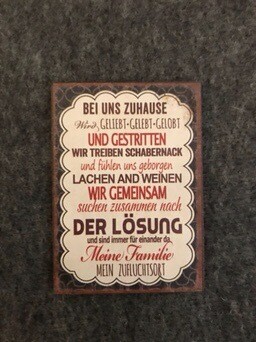 BEI UNS ZUHAUSE
Wird GELIEBT·GELEBT·GELOBT
UND GESTRITTEN
WIR TREIBEN SCHABERNACK
und fühlen uns geborgen
LACHEN AND WEINEN
WIR GEMEINSAM
suchen zusammen nach
DER LÖSUNG
und sind immer für einander da
Meine Familie
MEIN ZUFLUCHTSORT